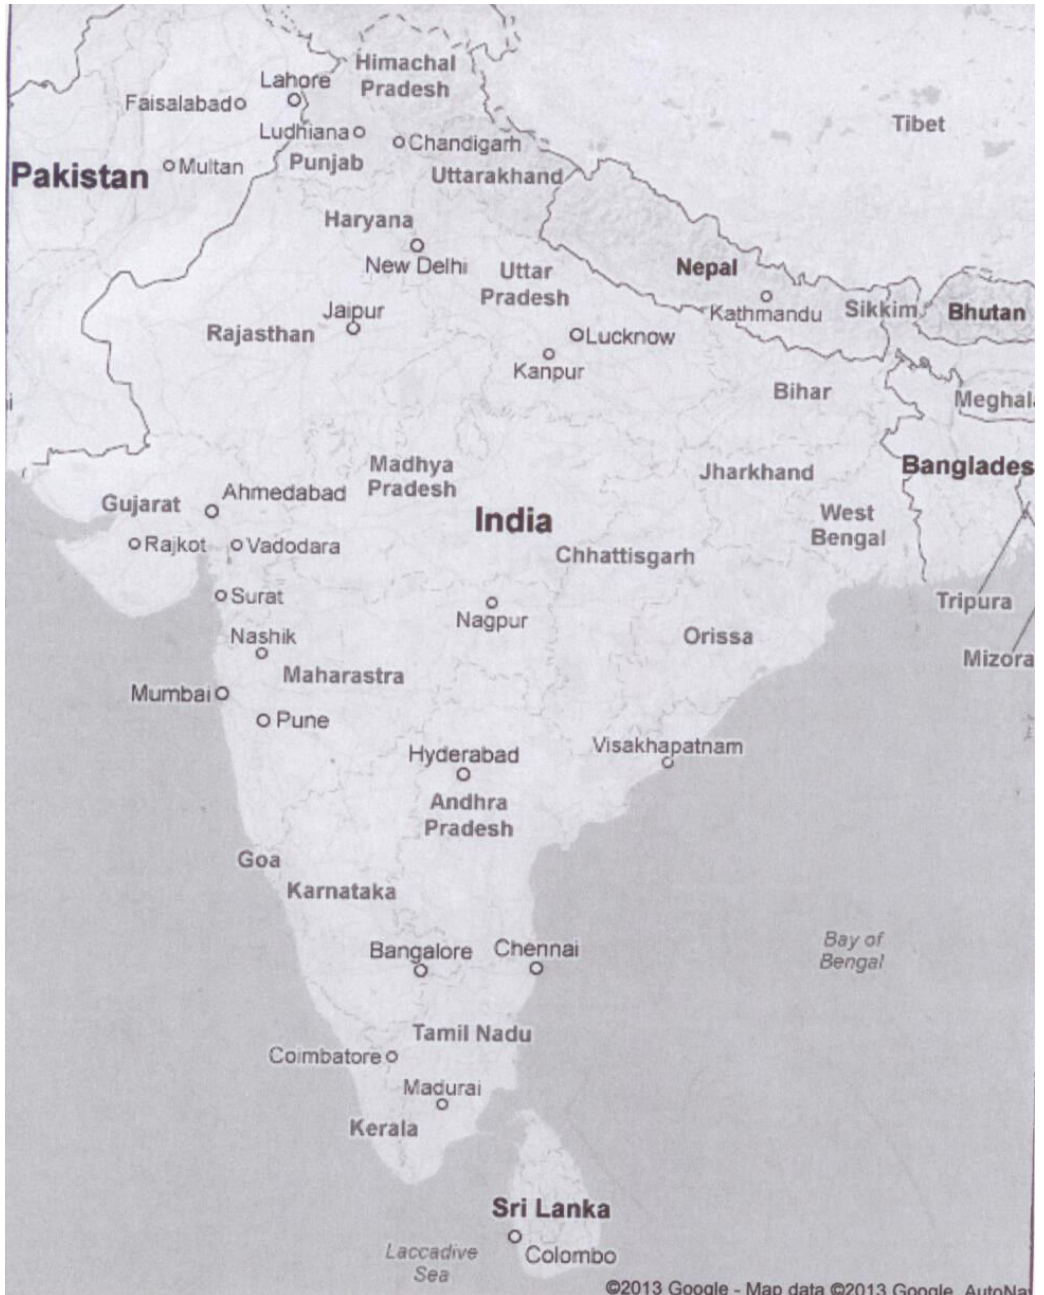 Himachal
Pradesh
Lahore
Faisalabad
Ludhiana
Chandigarh
Tibet
Punjab
Multan
Pakistan
Uttarakhand
Haryana
New Delhi
Uttar
Pradesh
Nepal
Kathmandu
Sikkim
Bhutan
Jaipur
Rajasthan
Lucknow
Kanpur
Bihar
Meghala
Madhya
Pradesh
Jharkhand
Banglades
Gujarat
Ahmedabad
India
West
Bengal
Rajkot
Vadodara
Chhattisgarh
Surat
Nagpur
Tripura
Nashik
Orissa
Mizora
Maharastra
Mumbai
Pune
Hyderabad
Visakhapatnam
Andhra
Pradesh
Goa
Karnataka
Bangalore
Chennai
Bay of
Bengal
Tamil Nadu
Coimbatore
Madurai
Kerala
Sri Lanka
Colombo
Laccadive
Sea
©2013 Google - Map data ©2013 Google, AutoNa